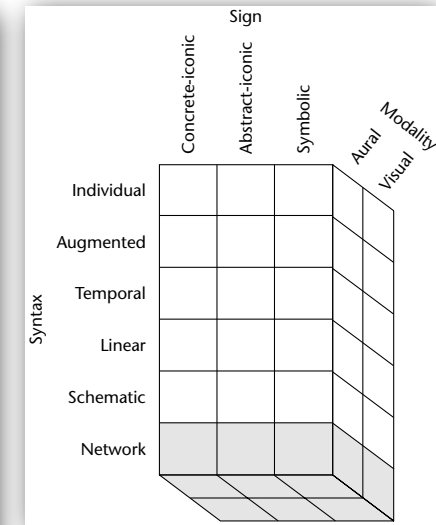 Sign
Concrete-iconic
Abstract-iconic
Symbolic
Modality
Aural
Visual
Syntax
Individual
Augmented
Temporal
Linear
Schematic
Network